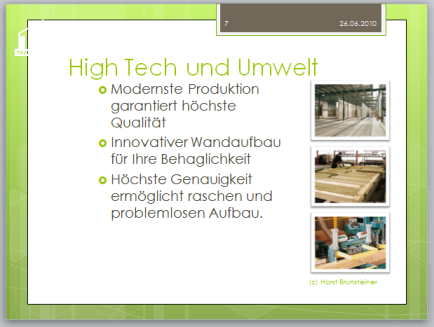 7
26.06.2010
High Tech und Umwelt
Modernste Produktion
garantiert höchste
Qualität
Innovativer Wandaufbau
für Ihre Behaglichkeit
Höchste Genauigkeit
ermöglicht raschen und
problemlosen Aufbau.
(c) Horst Brunsteiner